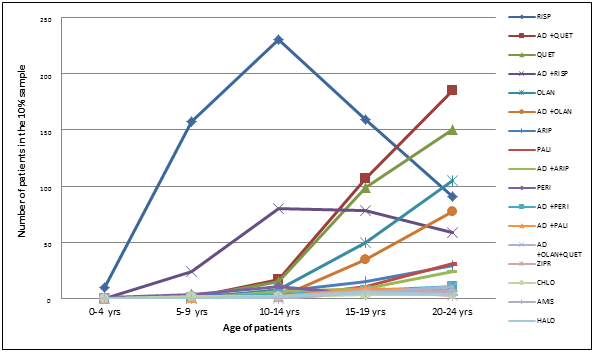 250
200
150
100
50
0
Number of patients in the 10% sample
0-4 yrs
5-9 yrs
10-14 yrs
15-19 yrs
20-24 yrs
Age of patients
RISP
AD +QUET
QUET
AD +RISP
OLAN
AD +OLAN
ARIP
PALI
AD +ARIP
PERI
AD +PERI
AD +PALI
AD
+OLAN+QUET
ZIPR
CHLO
AMIS
HALO